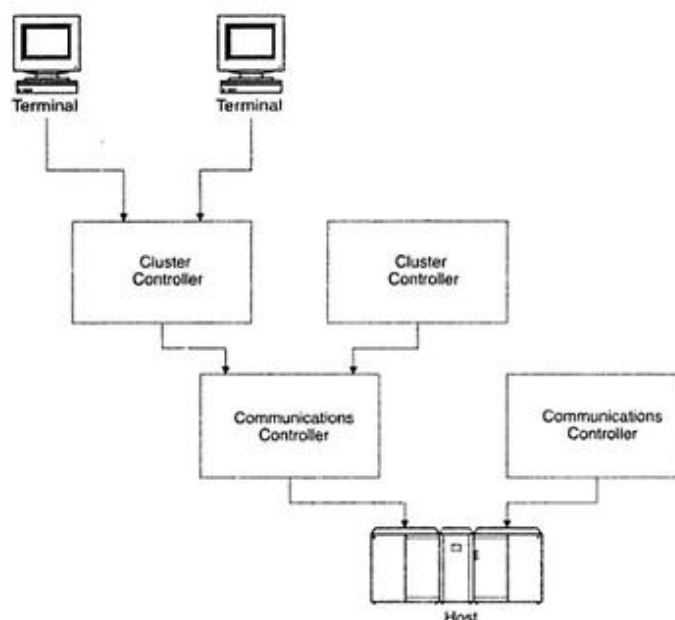 Terminal
Terminal
Cluster
Controller
Cluster
Controller
Communications
Controller
Communications
Controller
Host